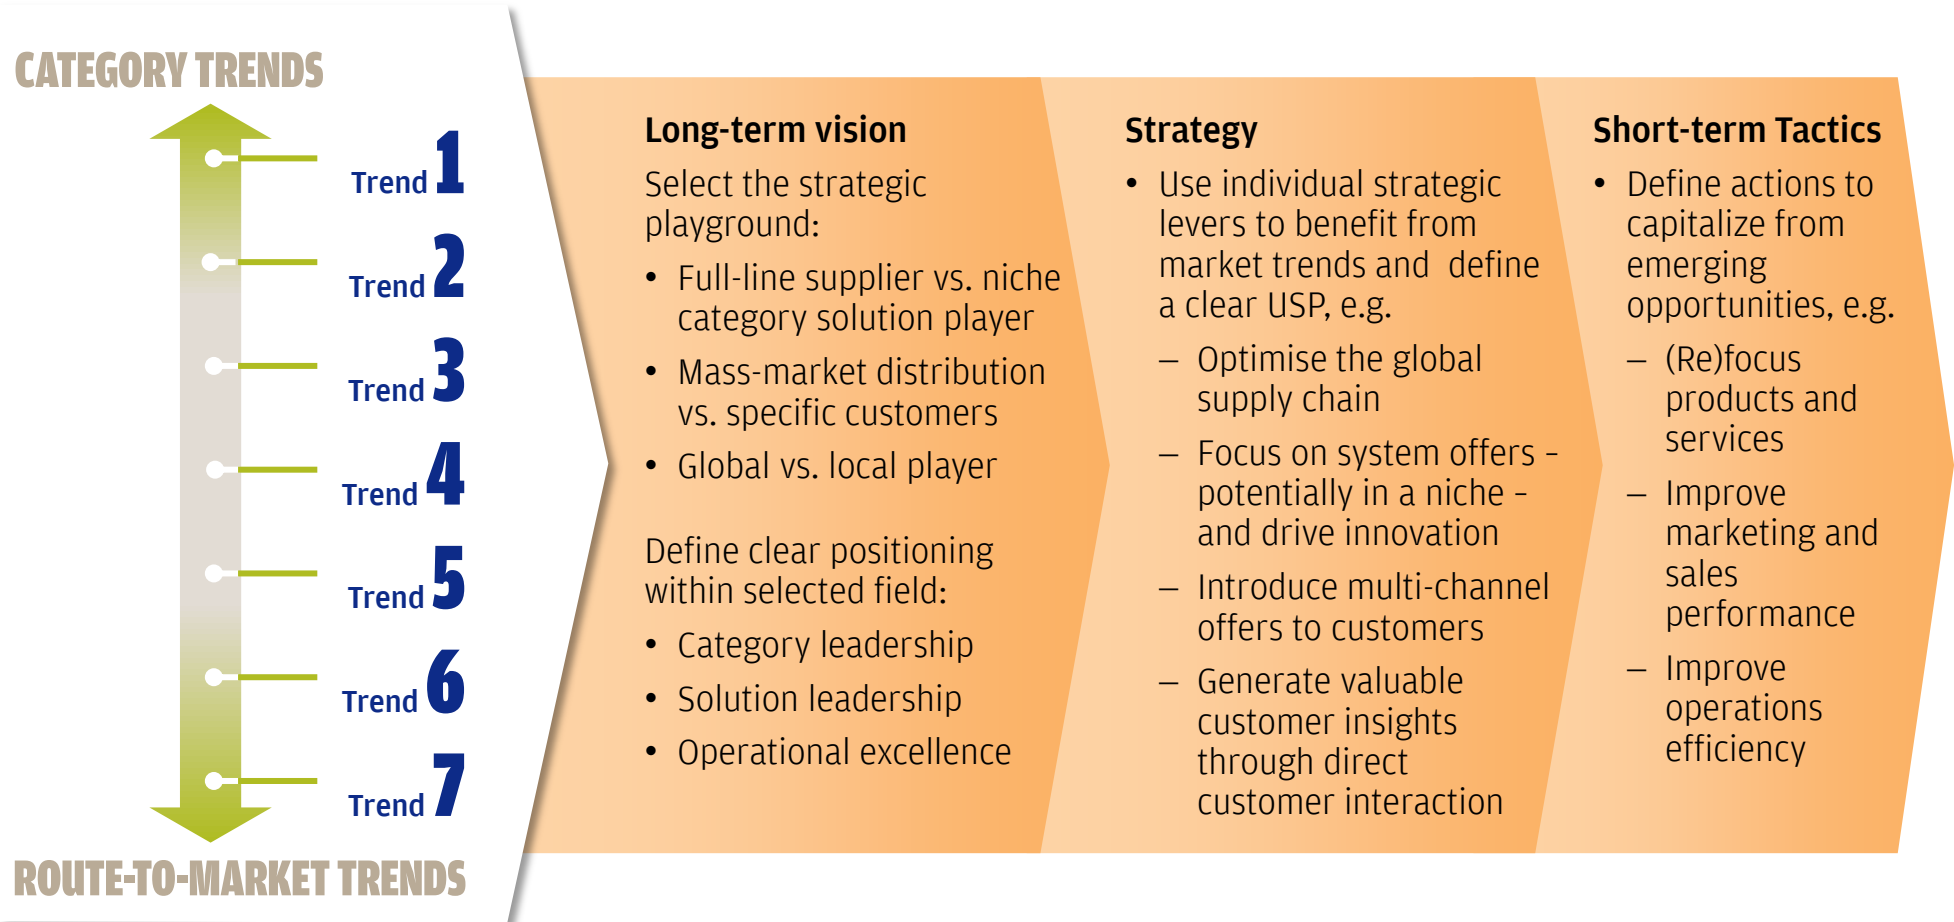 CATEGORY TRENDS
Trend 1
Trend 2
Trend 3
Trend 4
Trend 5
Trend 6
Trend 7
ROUTE-TO-MARKET TRENDS
Long-term vision
Select the strategic
playground:
• Full-line supplier vs. niche
category solution player
• Mass-market distribution
vs. specific customers
• Global vs. local player
Define clear positioning
within selected field:
• Category leadership
• Solution leadership
• Operational excellence
Strategy
• Use individual strategic
levers to benefit from
market trends and define
a clear USP, e.g.
– Optimise the global
supply chain
– Focus on system offers –
potentially in a niche –
and drive innovation
– Introduce multi-channel
offers to customers
– Generate valuable
customer insights
through direct
customer interaction
Short-term Tactics
• Define actions to
capitalize from
emerging
opportunities, e.g.
– (Re)focus
products and
services
– Improve
marketing and
sales
performance
– Improve
operations
efficiency